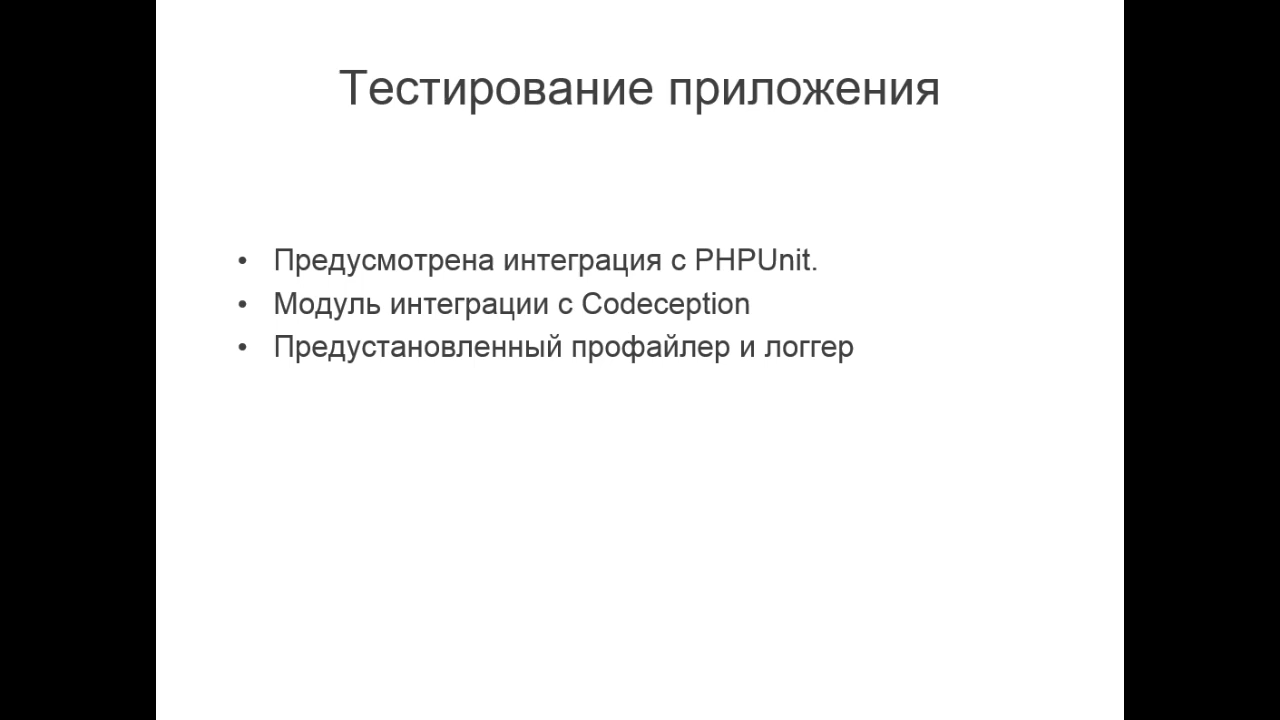 Тестирование приложения
• Предусмотрена интеграция с PHPUnit.
• Модуль интеграции с Codeception
• Предустановленный профайлер и логгер